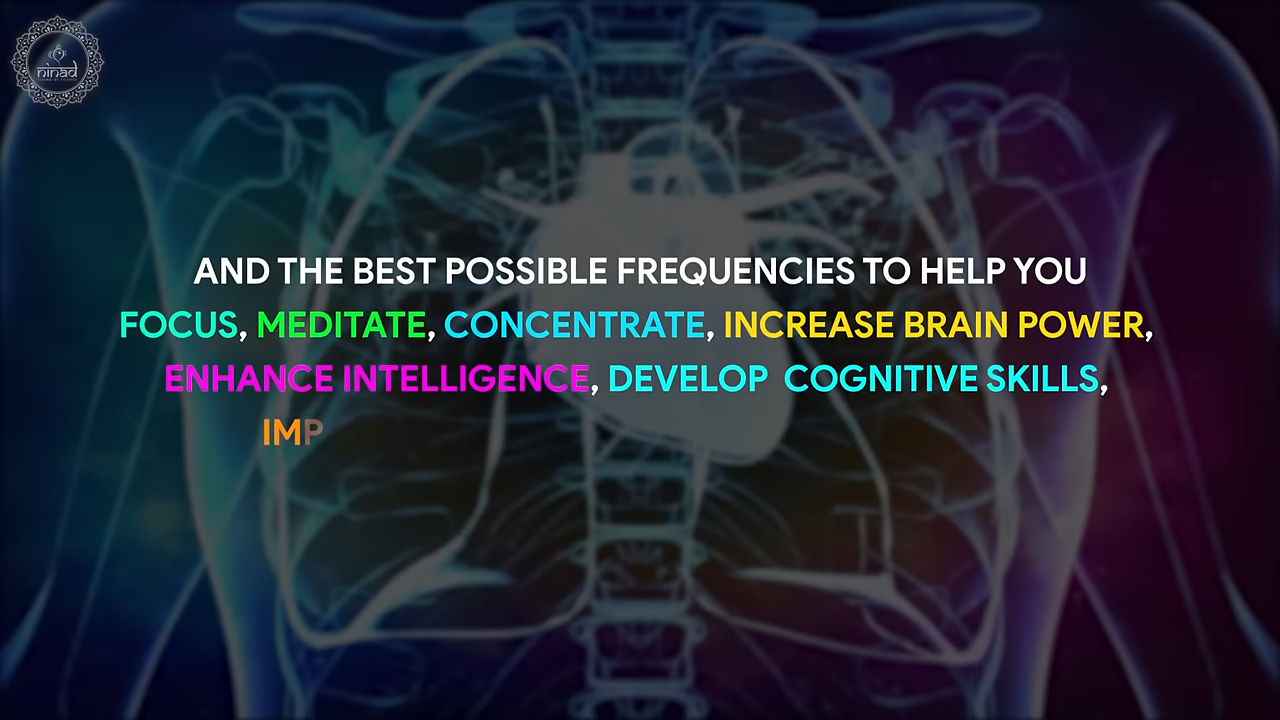 ninad
AND THE BEST POSSIBLE FREQUENCIES TO HELP YOU
FOCUS, MEDITATE, CONCENTRATE, INCREASE BRAIN POWER,
ENHANCE INTELLIGENCE, DEVELOP COGNITIVE SKILLS,
IMP